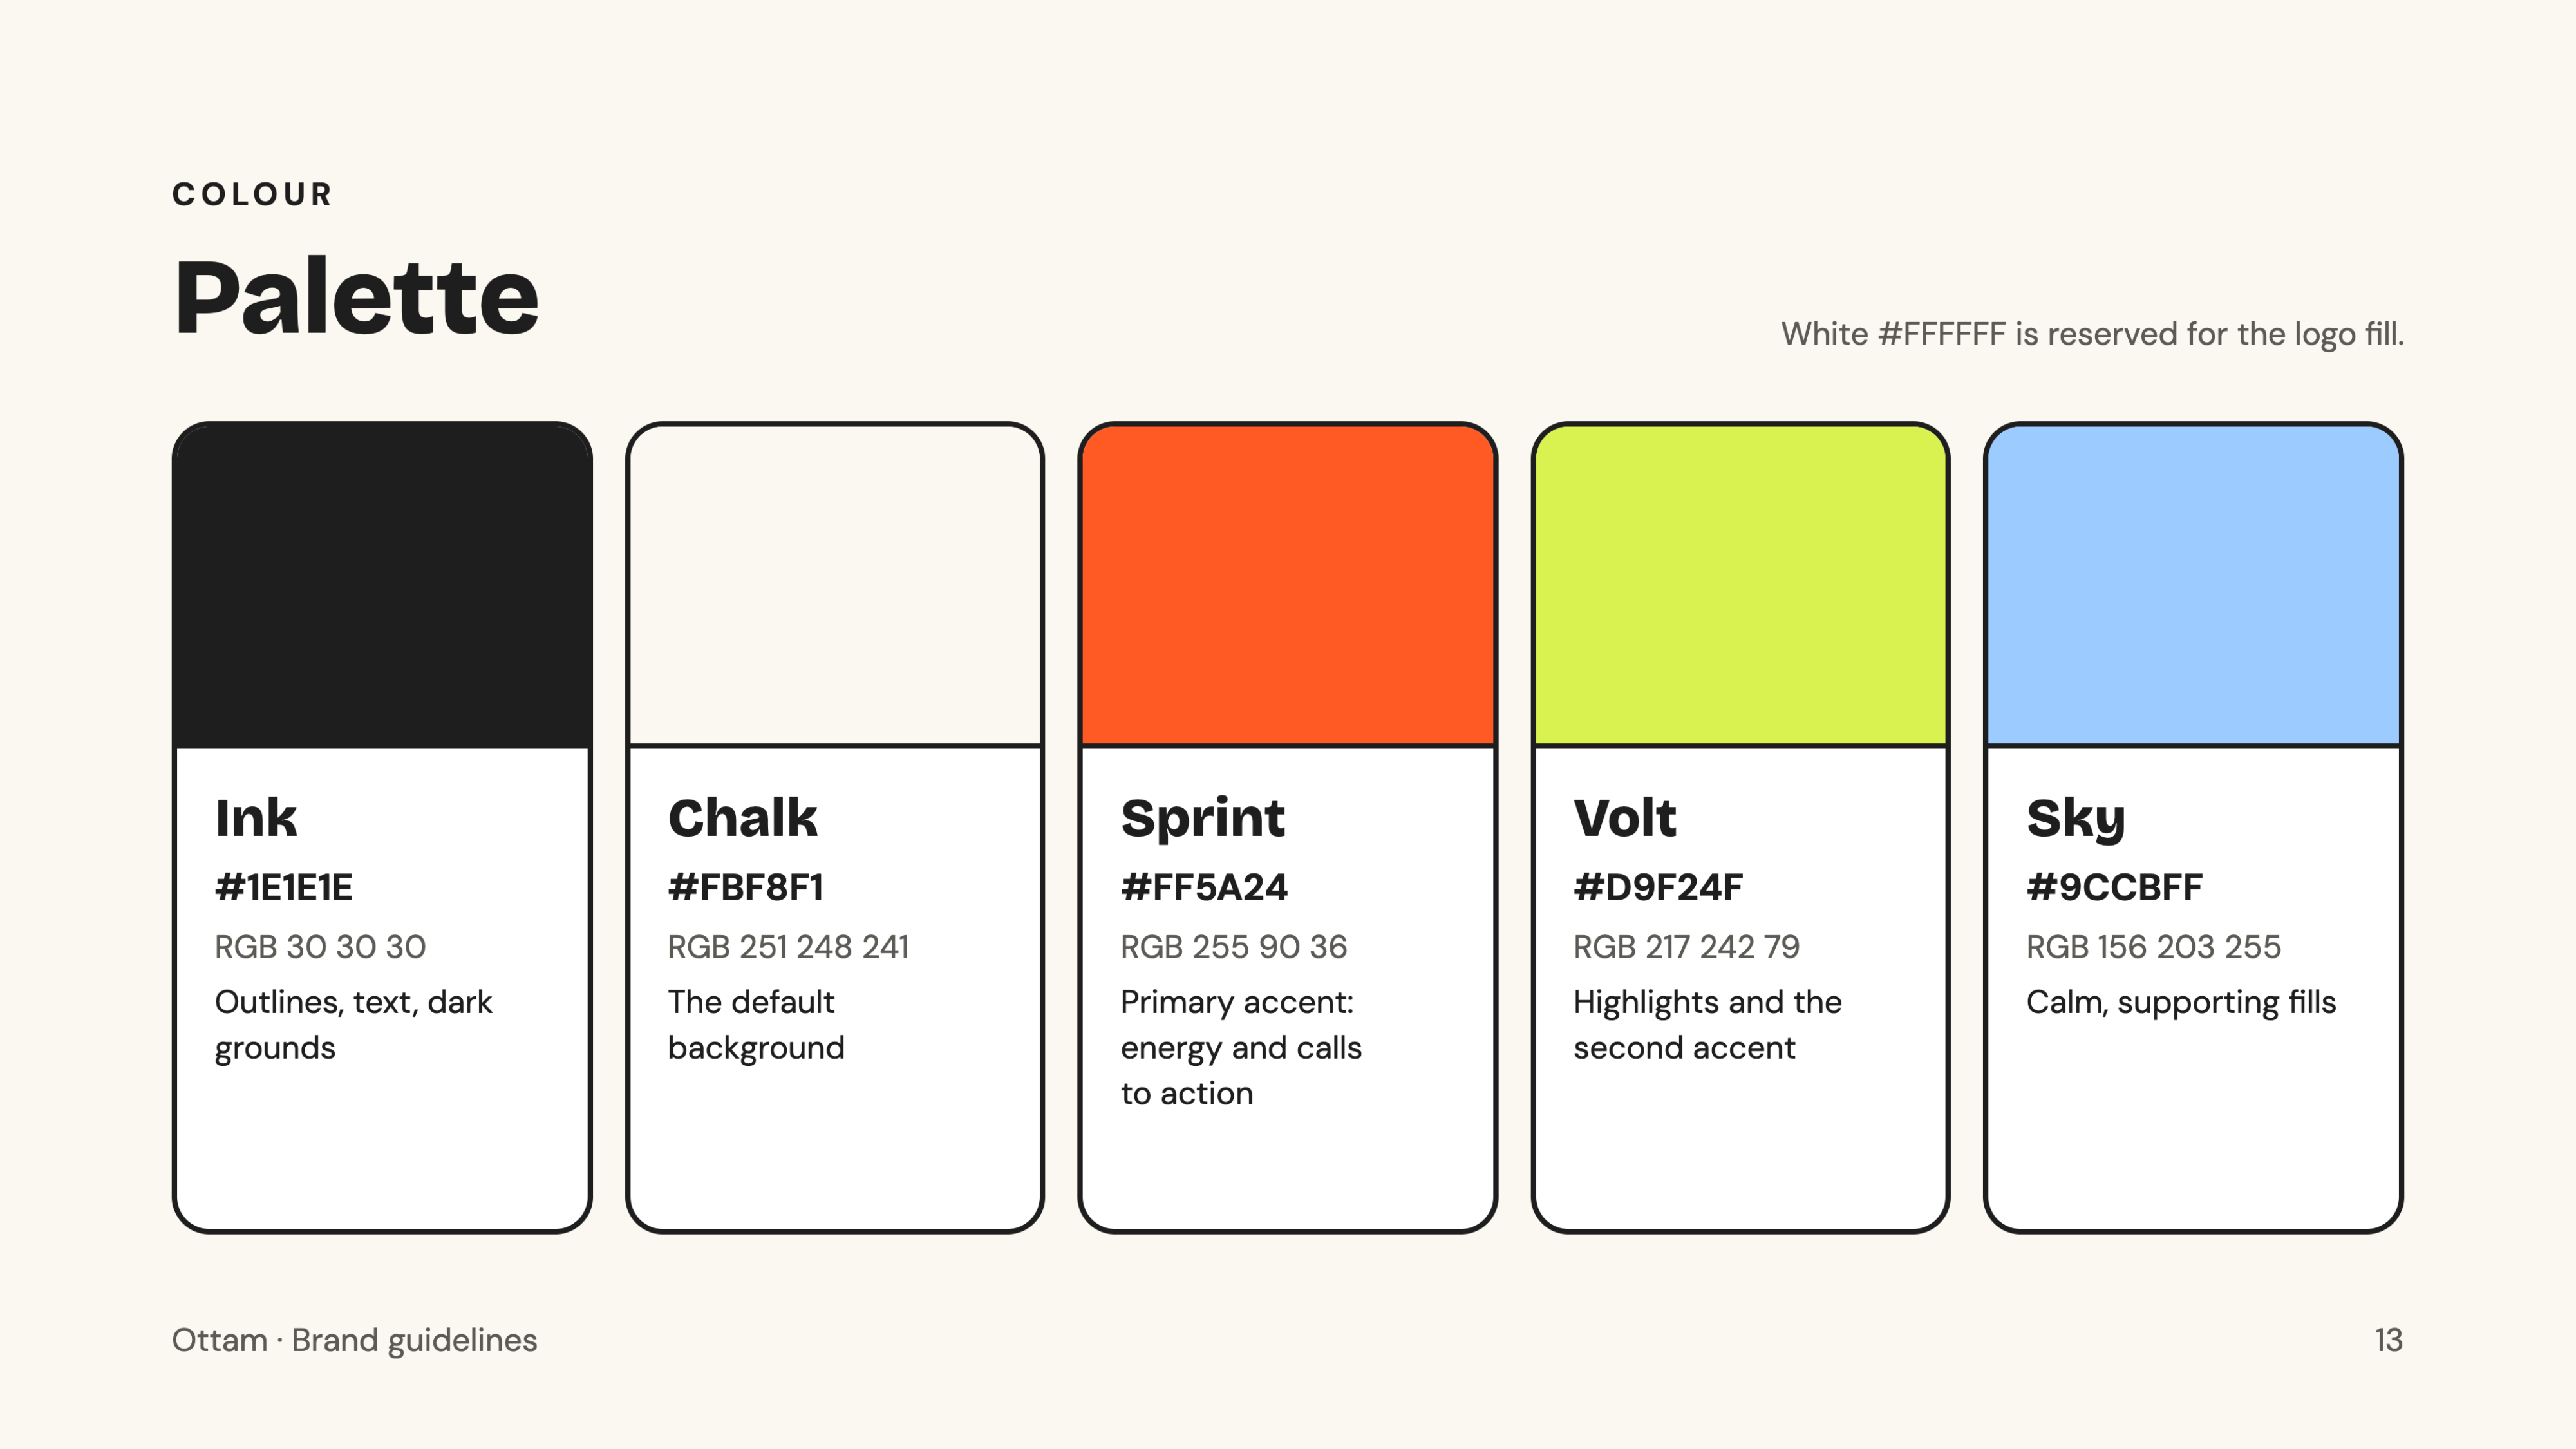 COLOUR
Palette
White #FFFFFF is reserved for the logo fill.
Ink
#1E1E1E
RGB 30 30 30
Outlines, text, dark
grounds
Chalk
#FBF8F1
RGB 251 248 241
The default
background
Sprint
#FF5A24
RGB 255 90 36
Primary accent:
energy and calls
to action
Volt
#D9F24F
RGB 217 242 79
Highlights and the
second accent
Sky
#9CCBFF
RGB 156 203 255
Calm, supporting fills
Ottam · Brand guidelines
13